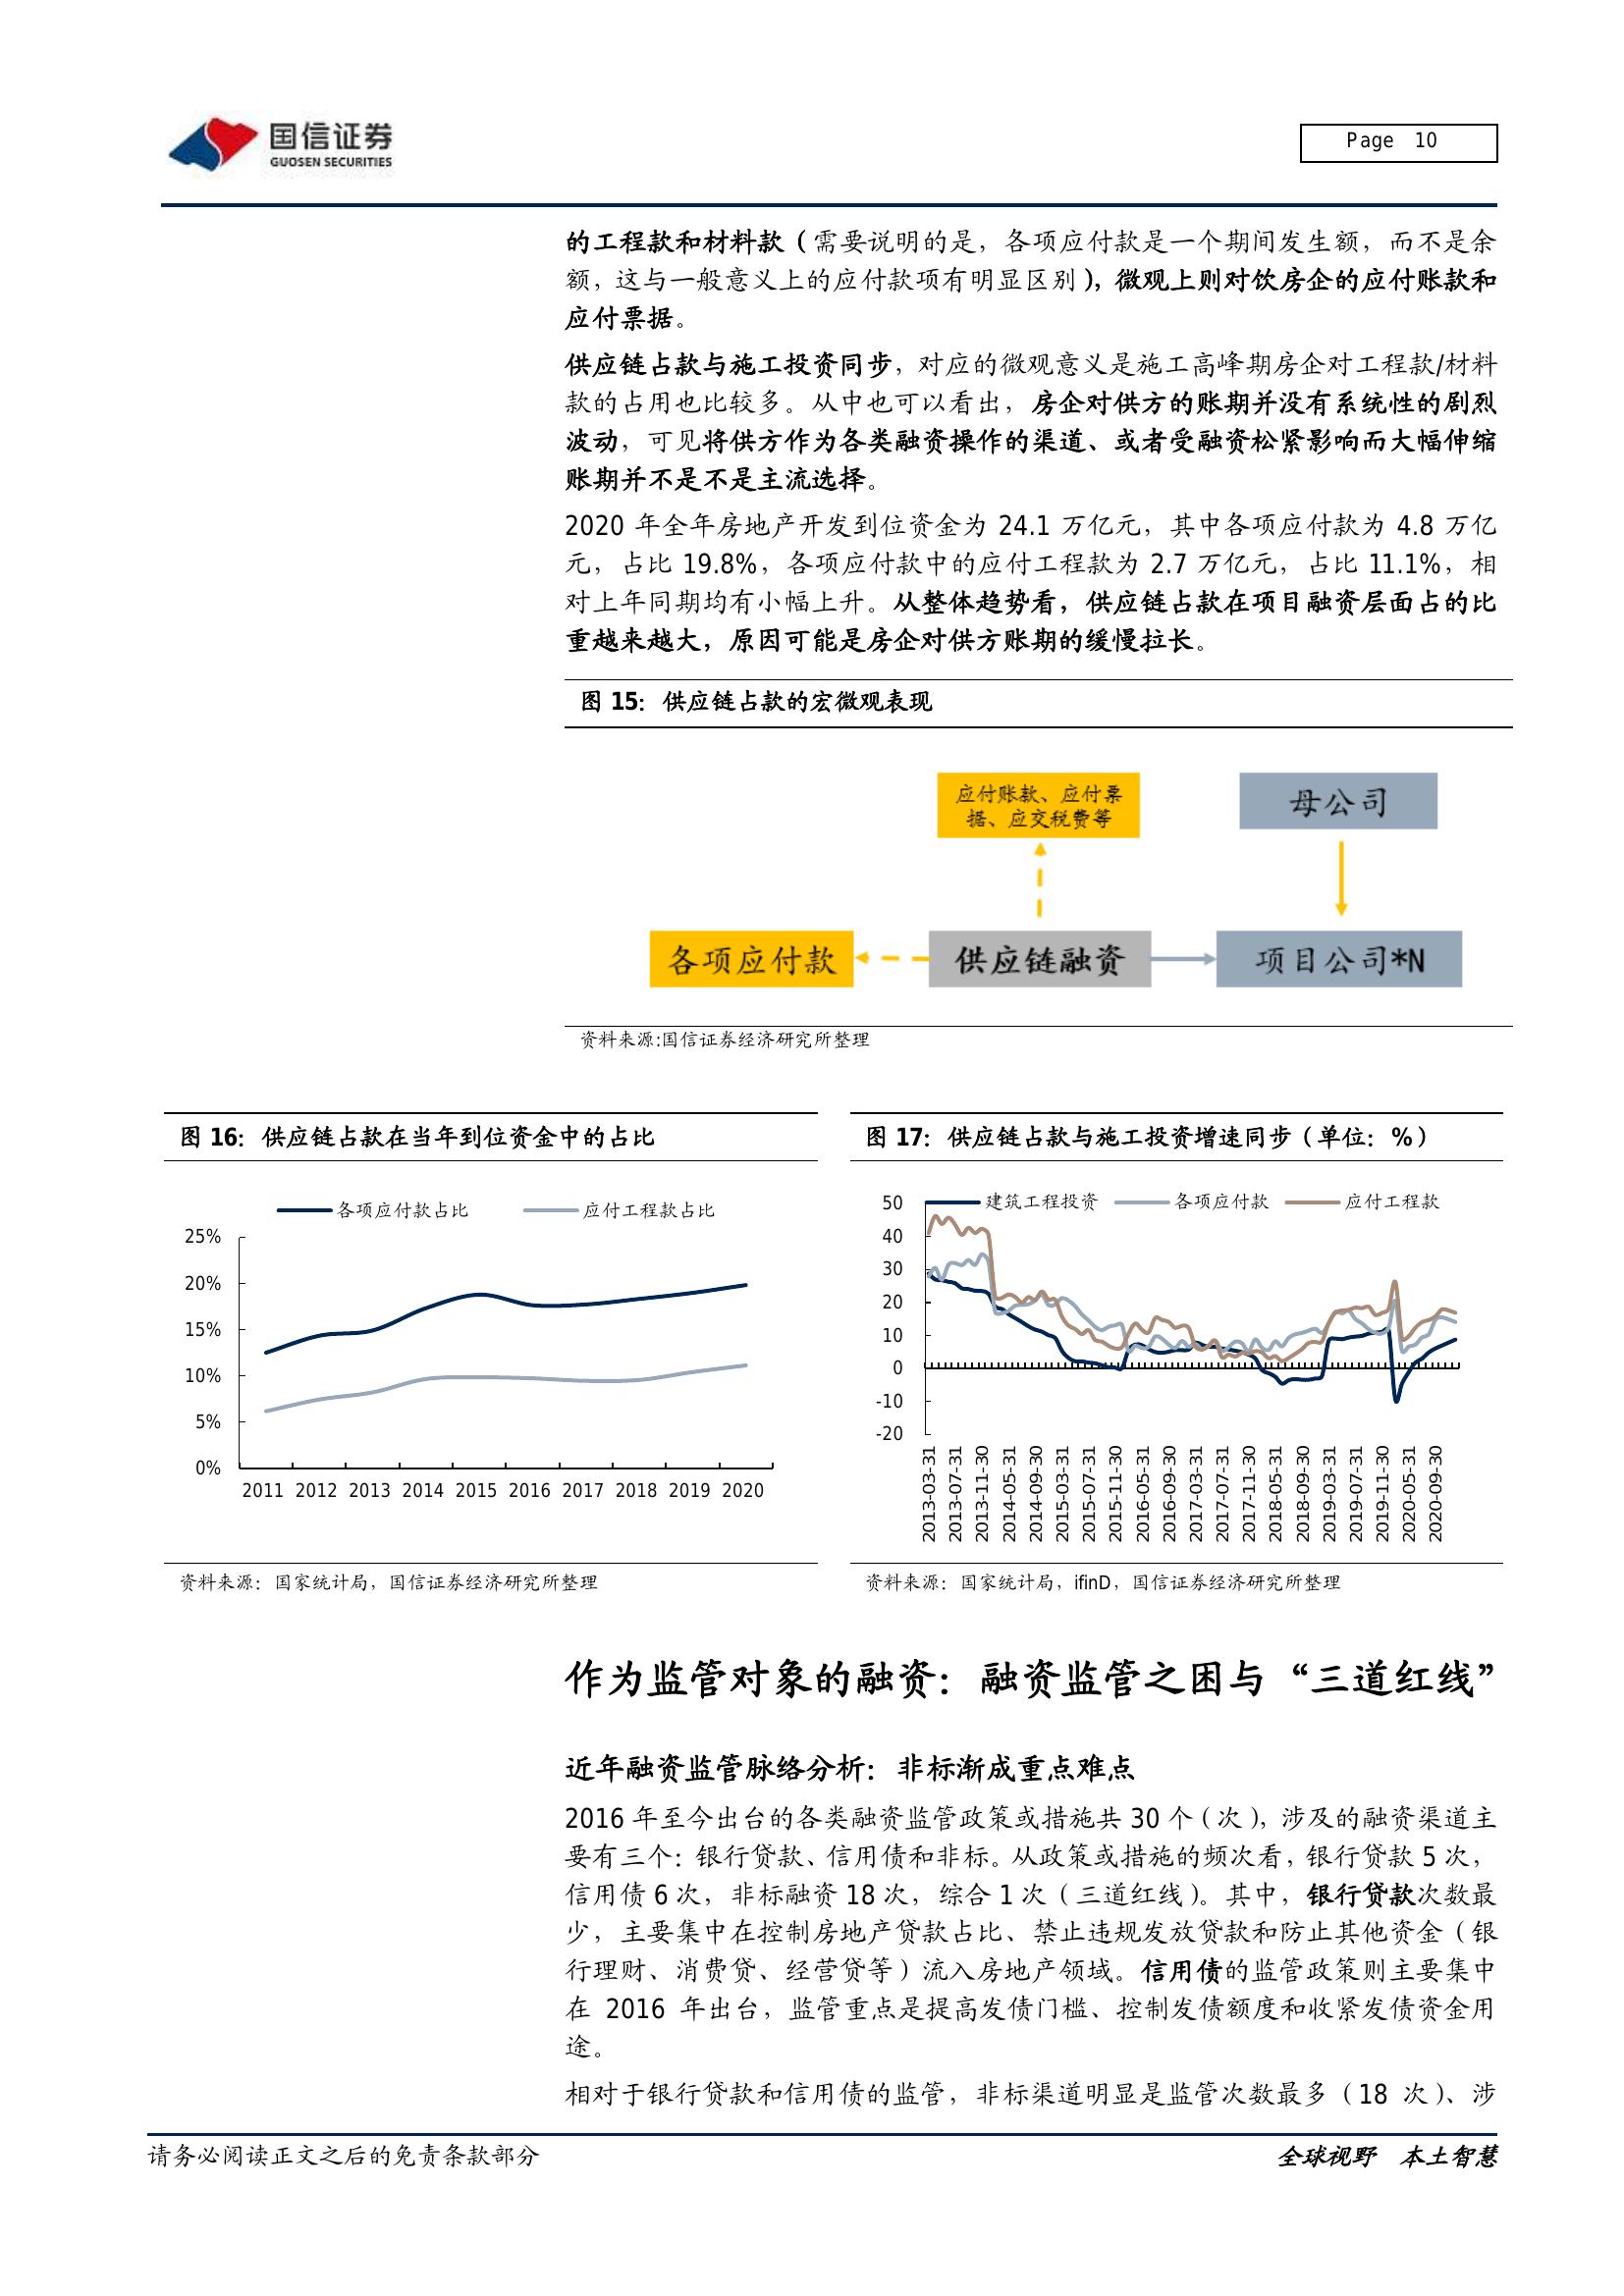 国信证券
GUOSEN SECURITIES
Page 10
的工程款和材料款（需要说明的是，各项应付款是一个期间发生额，而不是余
额，这与一般意义上的应付款项有明显区别），微观上则对饮房企的应付账款和
应付票据。
供应链占款与施工投资同步，对应的微观意义是施工高峰期房企对工程款/材料
款的占用也比较多。从中也可以看出，房企对供方的账期并没有系统性的剧烈
波动，可见将供方作为各类融资操作的渠道、或者受融资松紧影响而大幅伸缩
账期并不是不是主流选择。
2020 年全年房地产开发到位资金为 24.1 万亿元，其中各项应付款为 4.8 万亿
元，占比 19.8%，各项应付款中的应付工程款为 2.7 万亿元，占比 11.1%，相
对上年同期均有小幅上升。从整体趋势看，供应链占款在项目融资层面占的比
重越来越大，原因可能是房企对供方账期的缓慢拉长。
图 15：供应链占款的宏微观表现
应付账款、应付票
据、应交税费等
母公司
各项应付款
供应链融资
项目公司*N
资料来源:国信证券经济研究所整理
图 16：供应链占款在当年到位资金中的占比
各项应付款占比 应付工程款占比
25%
20%
15%
10%
5%
0%
2011 2012 2013 2014 2015 2016 2017 2018 2019 2020
资料来源：国家统计局，国信证券经济研究所整理
图 17：供应链占款与施工投资增速同步（单位：%）
建筑工程投资 各项应付款 应付工程款
50
40
30
20
10
0
-10
-20
2013-03-31
2013-07-31
2013-11-30
2014-05-31
2014-09-30
2015-03-31
2015-07-31
2015-11-30
2016-05-31
2016-09-30
2017-03-31
2017-07-31
2017-11-30
2018-05-31
2018-09-30
2019-03-31
2019-07-31
2019-11-30
2020-05-31
2020-09-30
资料来源：国家统计局，ifinD，国信证券经济研究所整理
作为监管对象的融资：融资监管之困与“三道红线”
近年融资监管脉络分析：非标渐成重点难点
2016 年至今出台的各类融资监管政策或措施共 30 个（次），涉及的融资渠道主
要有三个：银行贷款、信用债和非标。从政策或措施的频次看，银行贷款 5 次，
信用债 6 次，非标融资 18 次，综合 1 次（三道红线）。其中，银行贷款次数最
少，主要集中在控制房地产贷款占比、禁止违规发放贷款和防止其他资金（银
行理财、消费贷、经营贷等）流入房地产领域。信用债的监管政策则主要集中
在 2016 年出台，监管重点是提高发债门槛、控制发债额度和收紧发债资金用
途。
相对于银行贷款和信用债的监管，非标渠道明显是监管次数最多（18 次）、涉
请务必阅读正文之后的免责条款部分
全球视野 本土智慧